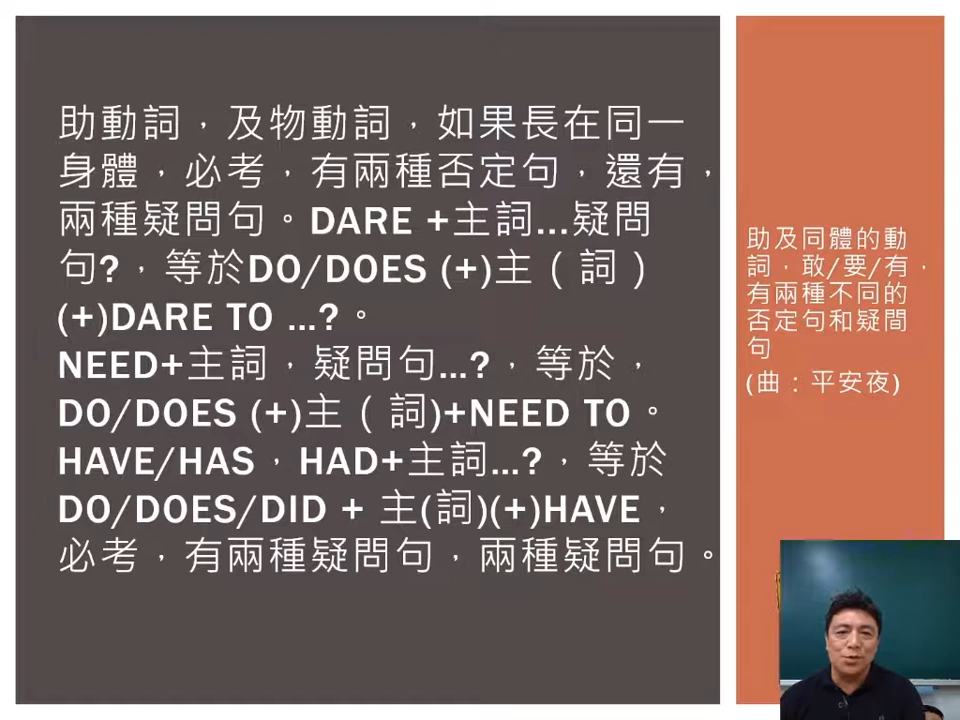 助動詞，及物動詞，如果長在同一
身體，必考，有兩種否定句，還有，
兩種疑問句。DARE +主詞...疑問
句?，等於DO/DOES (+)主（詞）
(+)DARE TO ...?。
NEED+主詞，疑問句...?，等於，
DO/DOES (+)主（詞)+NEED TO。
HAVE/HAS，HAD+主詞...?，等於
DO/DOES/DID + 主(詞)(+)HAVE，
必考，有兩種疑問句，兩種疑問句。
助及同體的動
詞，敢/要/有，
有兩種不同的
否定句和疑間
句
(曲：平安夜)